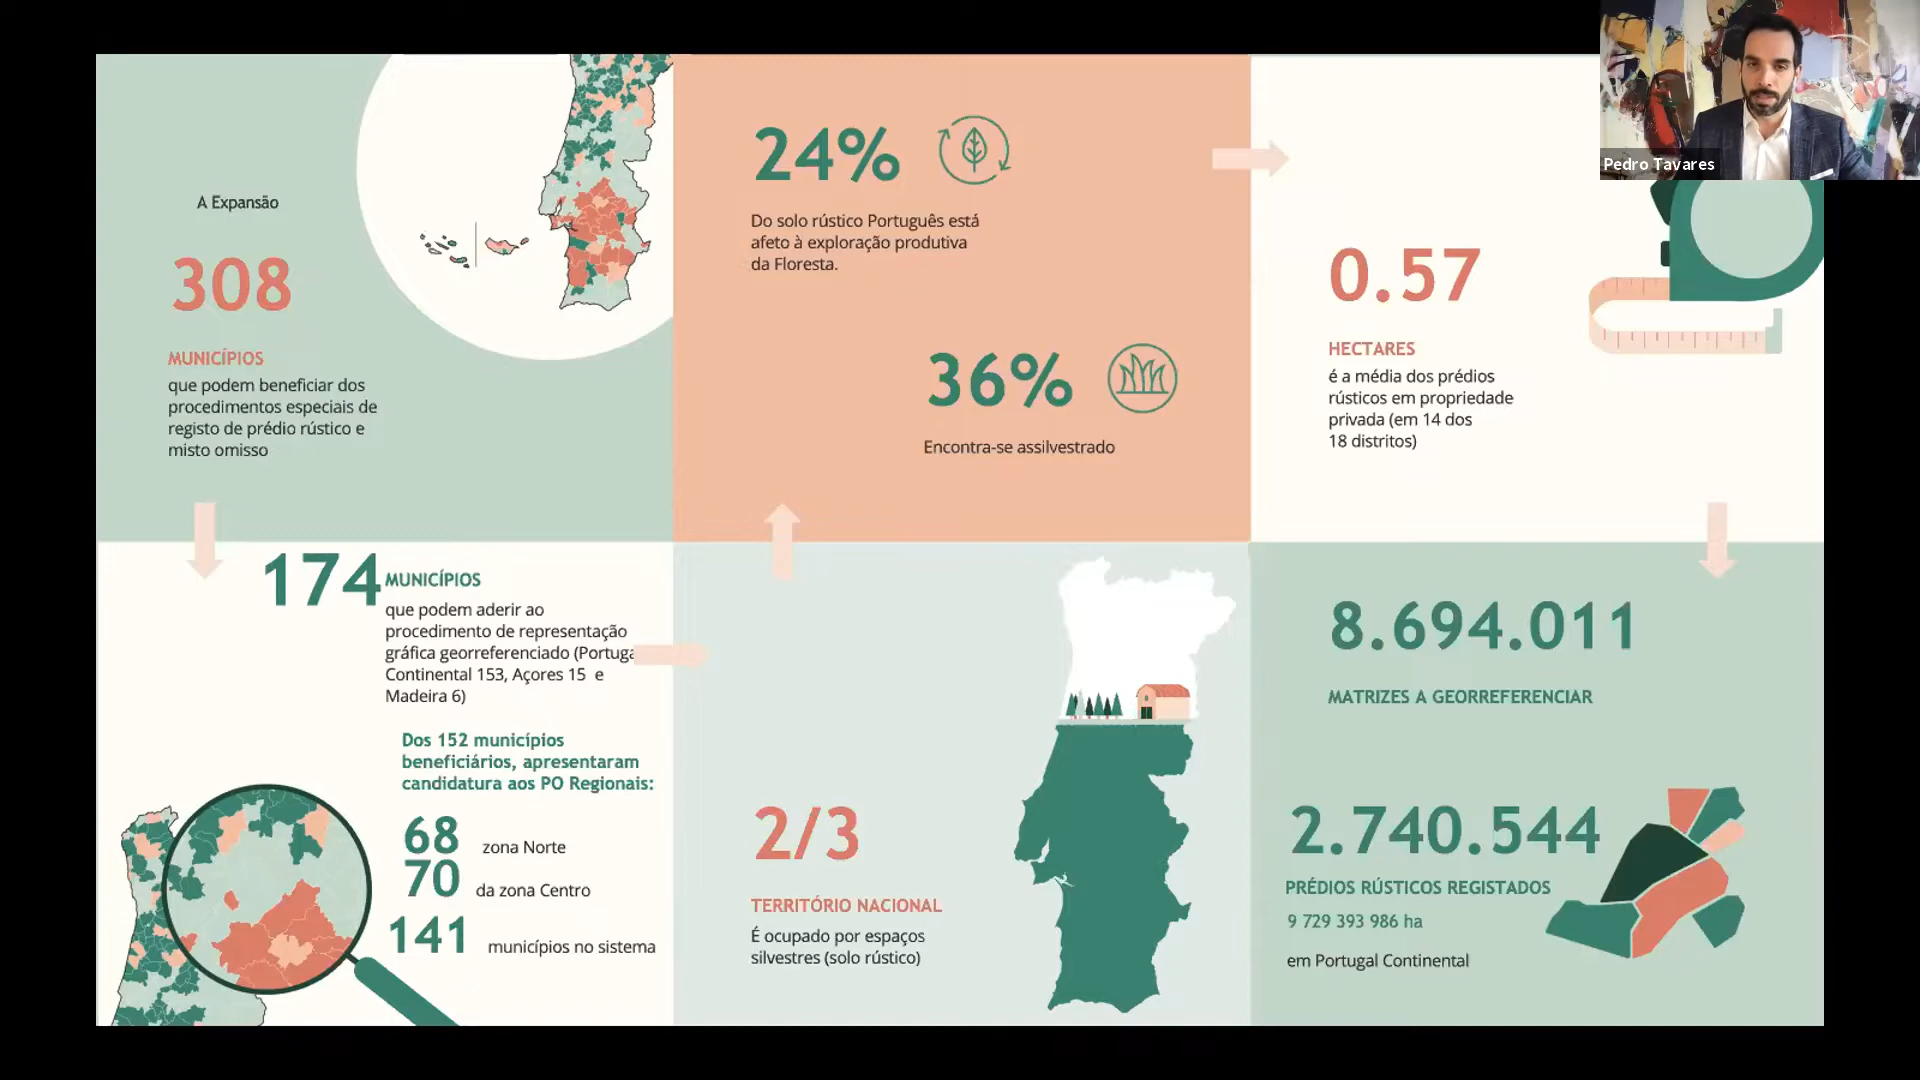 A Expansão
308
MUNICÍPIOS
que podem beneficiar dos
procedimentos especiais de
registo de prédio rústico e
misto omisso
174
MUNICÍPIOS
que podem aderir ao
procedimento de representação
gráfica georreferenciado (Portuga
Continental 153, Açores 15 e
Madeira 6)
Dos 152 municípios
beneficiários, apresentaram
candidatura aos PO Regionais:
68 zona Norte
70 da zona Centro
141 municípios no sistema
24%
Do solo rústico Português está
afeto à exploração produtiva
da Floresta.
36%
Encontra-se assilvestrado
2/3
TERRITÓRIO NACIONAL
É ocupado por espaços
silvestres (solo rústico)
0.57
HECTARES
é a média dos prédios
rústicos em propriedade
privada (em 14 dos
18 distritos)
8.694.011
MATRIZES A GEORREFERENCIAR
2.740.544
PRÉDIOS RÚSTICOS REGISTADOS
9 729 393 986 ha
em Portugal Continental
Pedro Tavares